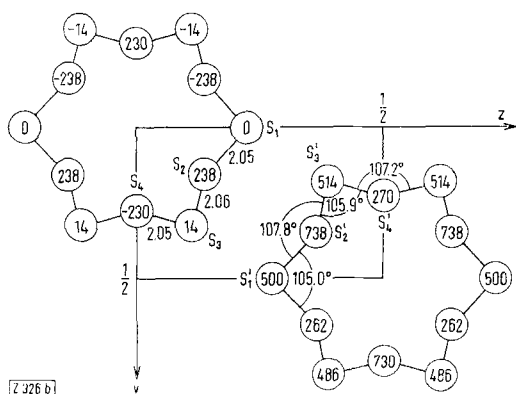 -14 230 -14
-238 -238
0 0 S₁
1/2
z
2.05
S₂
238 238
S₄
2.06
14 -230 14
2.05
S₃
1/2
S₃'
107.2°
514 270 514
105.9°
S₄'
107.8°
738 S₂' 738
S₁' 500 105.0° 500
262 262
486 730 486
Z 326 b